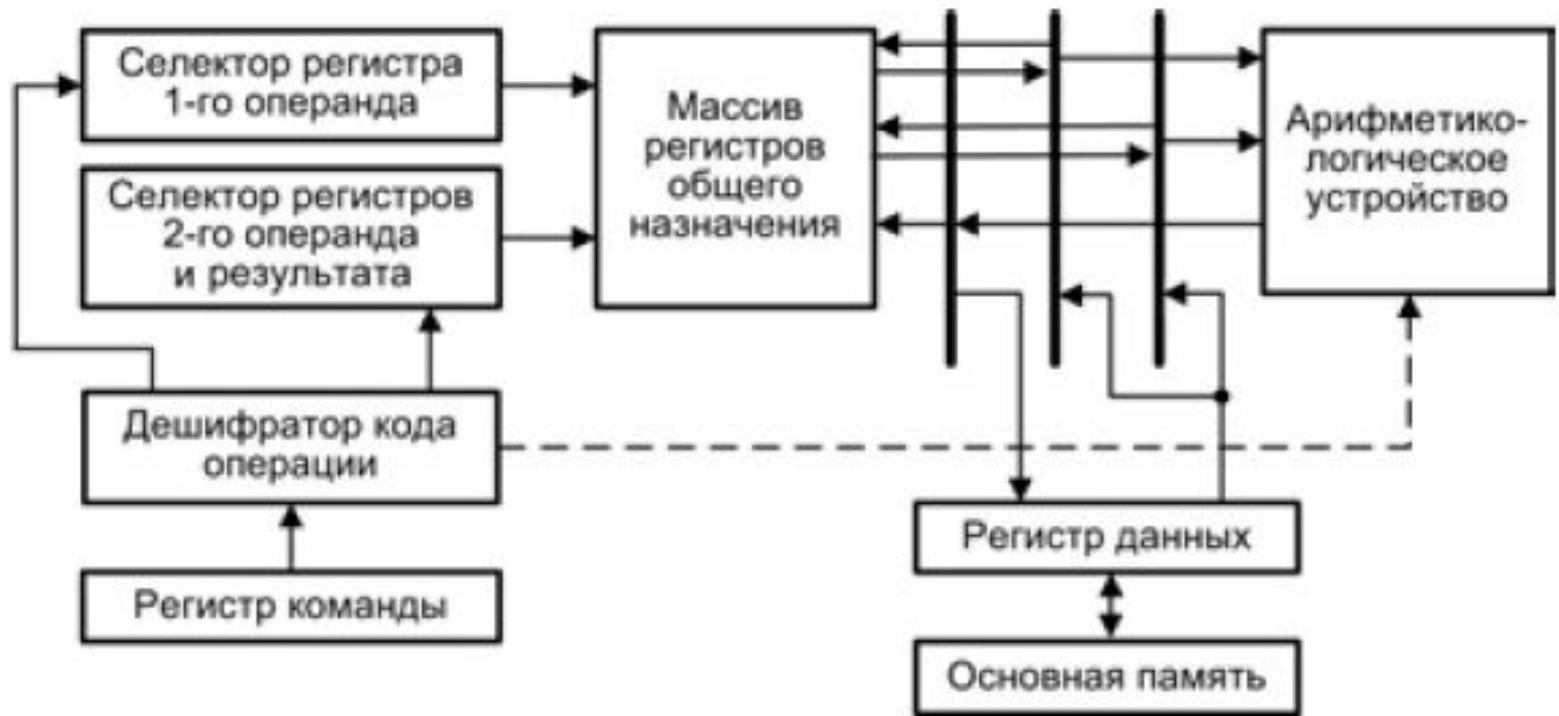 Селектор регистра
1-го операнда
Селектор регистров
2-го операнда
и результата
Массив
регистров
общего
назначения
Арифметико-
логическое
устройство
Дешифратор кода
операции
Регистр данных
Регистр команды
Основная память